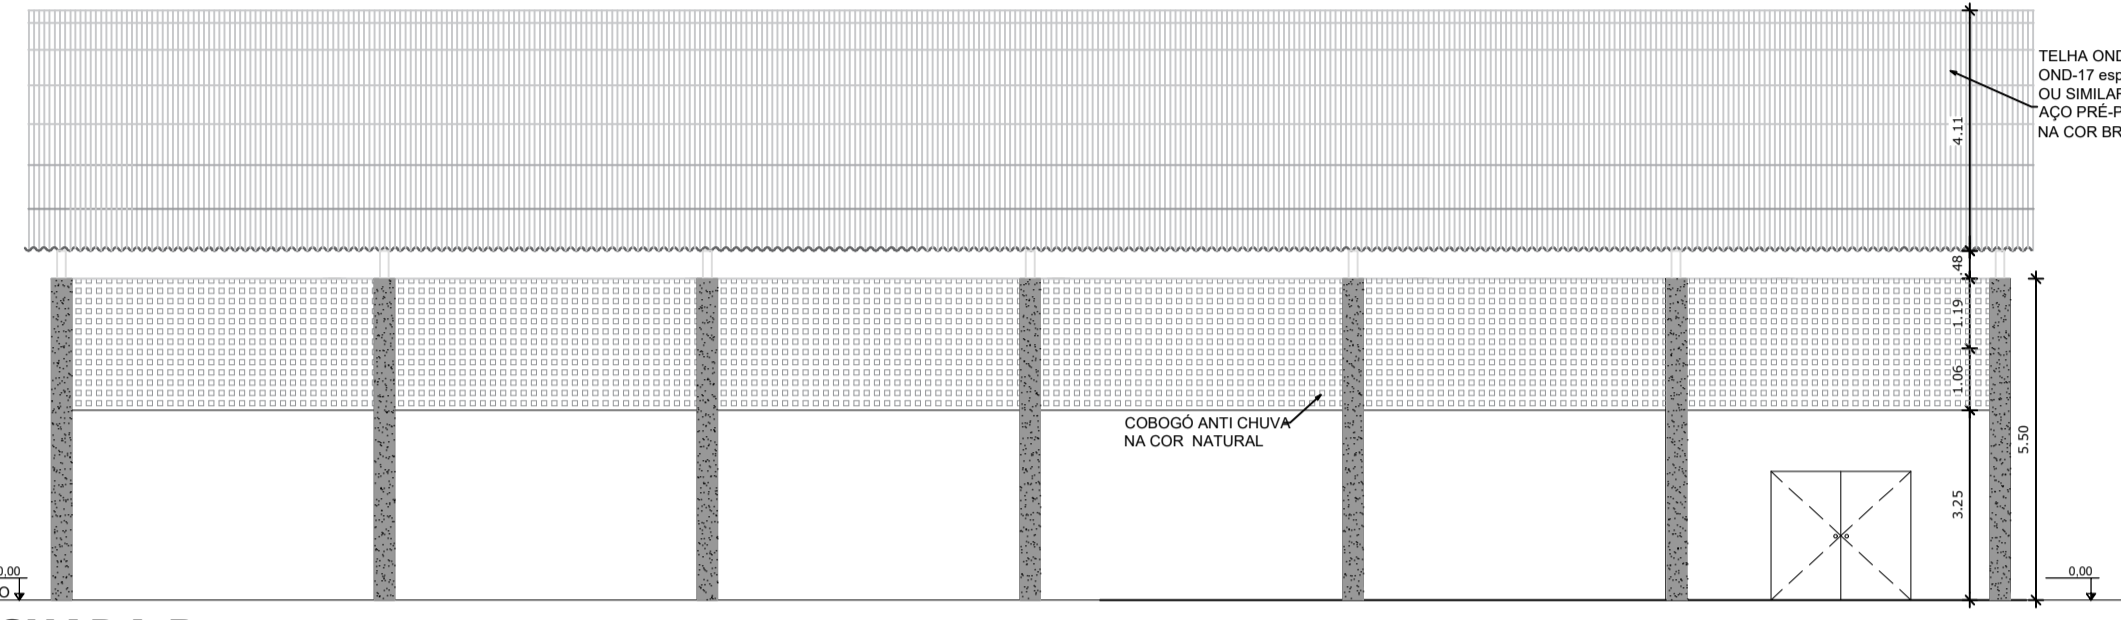 TELHA OND
OND-17 esp
OU SIMILAR
AÇO PRÉ-P
NA COR BR
4.11
.48
1.19
1.06
COBOGÓ ANTI CHUVA
NA COR NATURAL
5.50
3.25
0,00
O
0,00